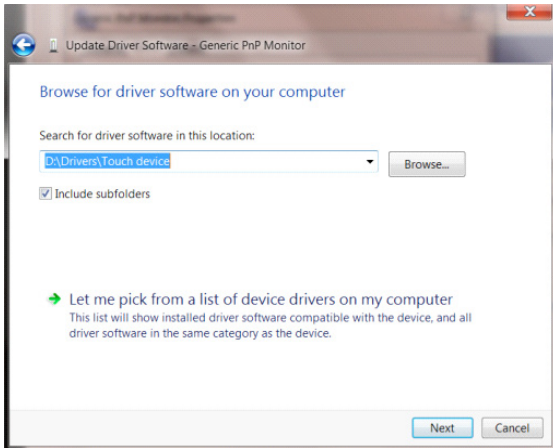 Update Driver Software - Generic PnP Monitor
Browse for driver software on your computer
Search for driver software in this location:
D:\Drivers\Touch device
Browse...
Include subfolders
Let me pick from a list of device drivers on my computer
This list will show installed driver software compatible with the device, and all
driver software in the same category as the device.
Next
Cancel